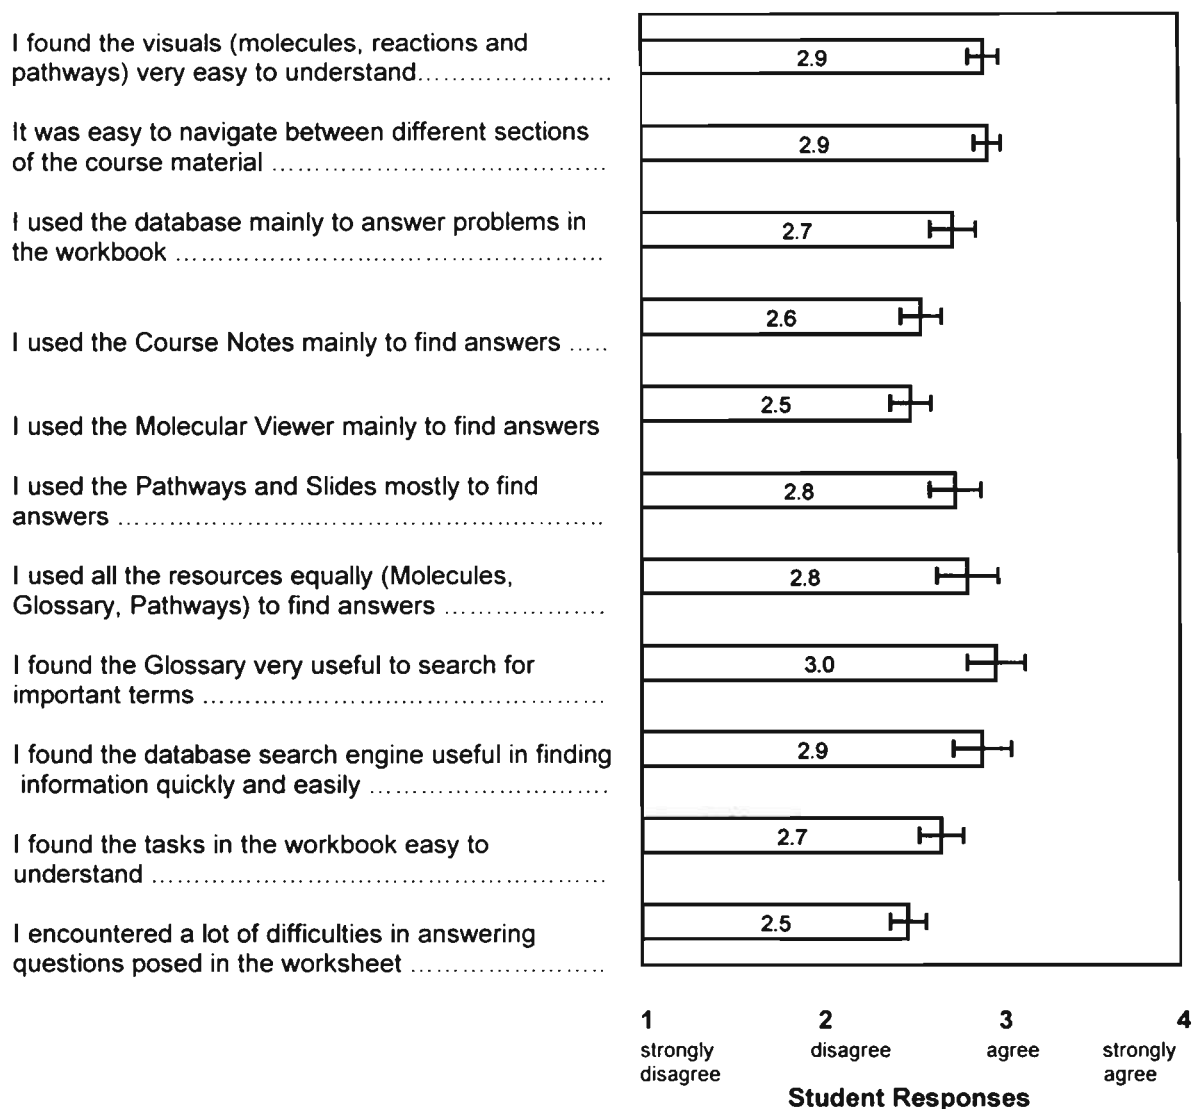 I found the visuals (molecules, reactions and
pathways) very easy to understand......................
2.9
It was easy to navigate between different sections
of the course material ......................................
2.9
I used the database mainly to answer problems in
the workbook .................................................
2.7
I used the Course Notes mainly to find answers .....
2.6
I used the Molecular Viewer mainly to find answers
2.5
I used the Pathways and Slides mostly to find
answers ........................................................
2.8
I used all the resources equally (Molecules,
Glossary, Pathways) to find answers ...................
2.8
I found the Glossary very useful to search for
important terms ..............................................
3.0
I found the database search engine useful in finding
information quickly and easily ...........................
2.9
I found the tasks in the workbook easy to
understand ....................................................
2.7
I encountered a lot of difficulties in answering
questions posed in the worksheet ......................
2.5
1 2 3 4
strongly disagree agree strongly
disagree agree
Student Responses